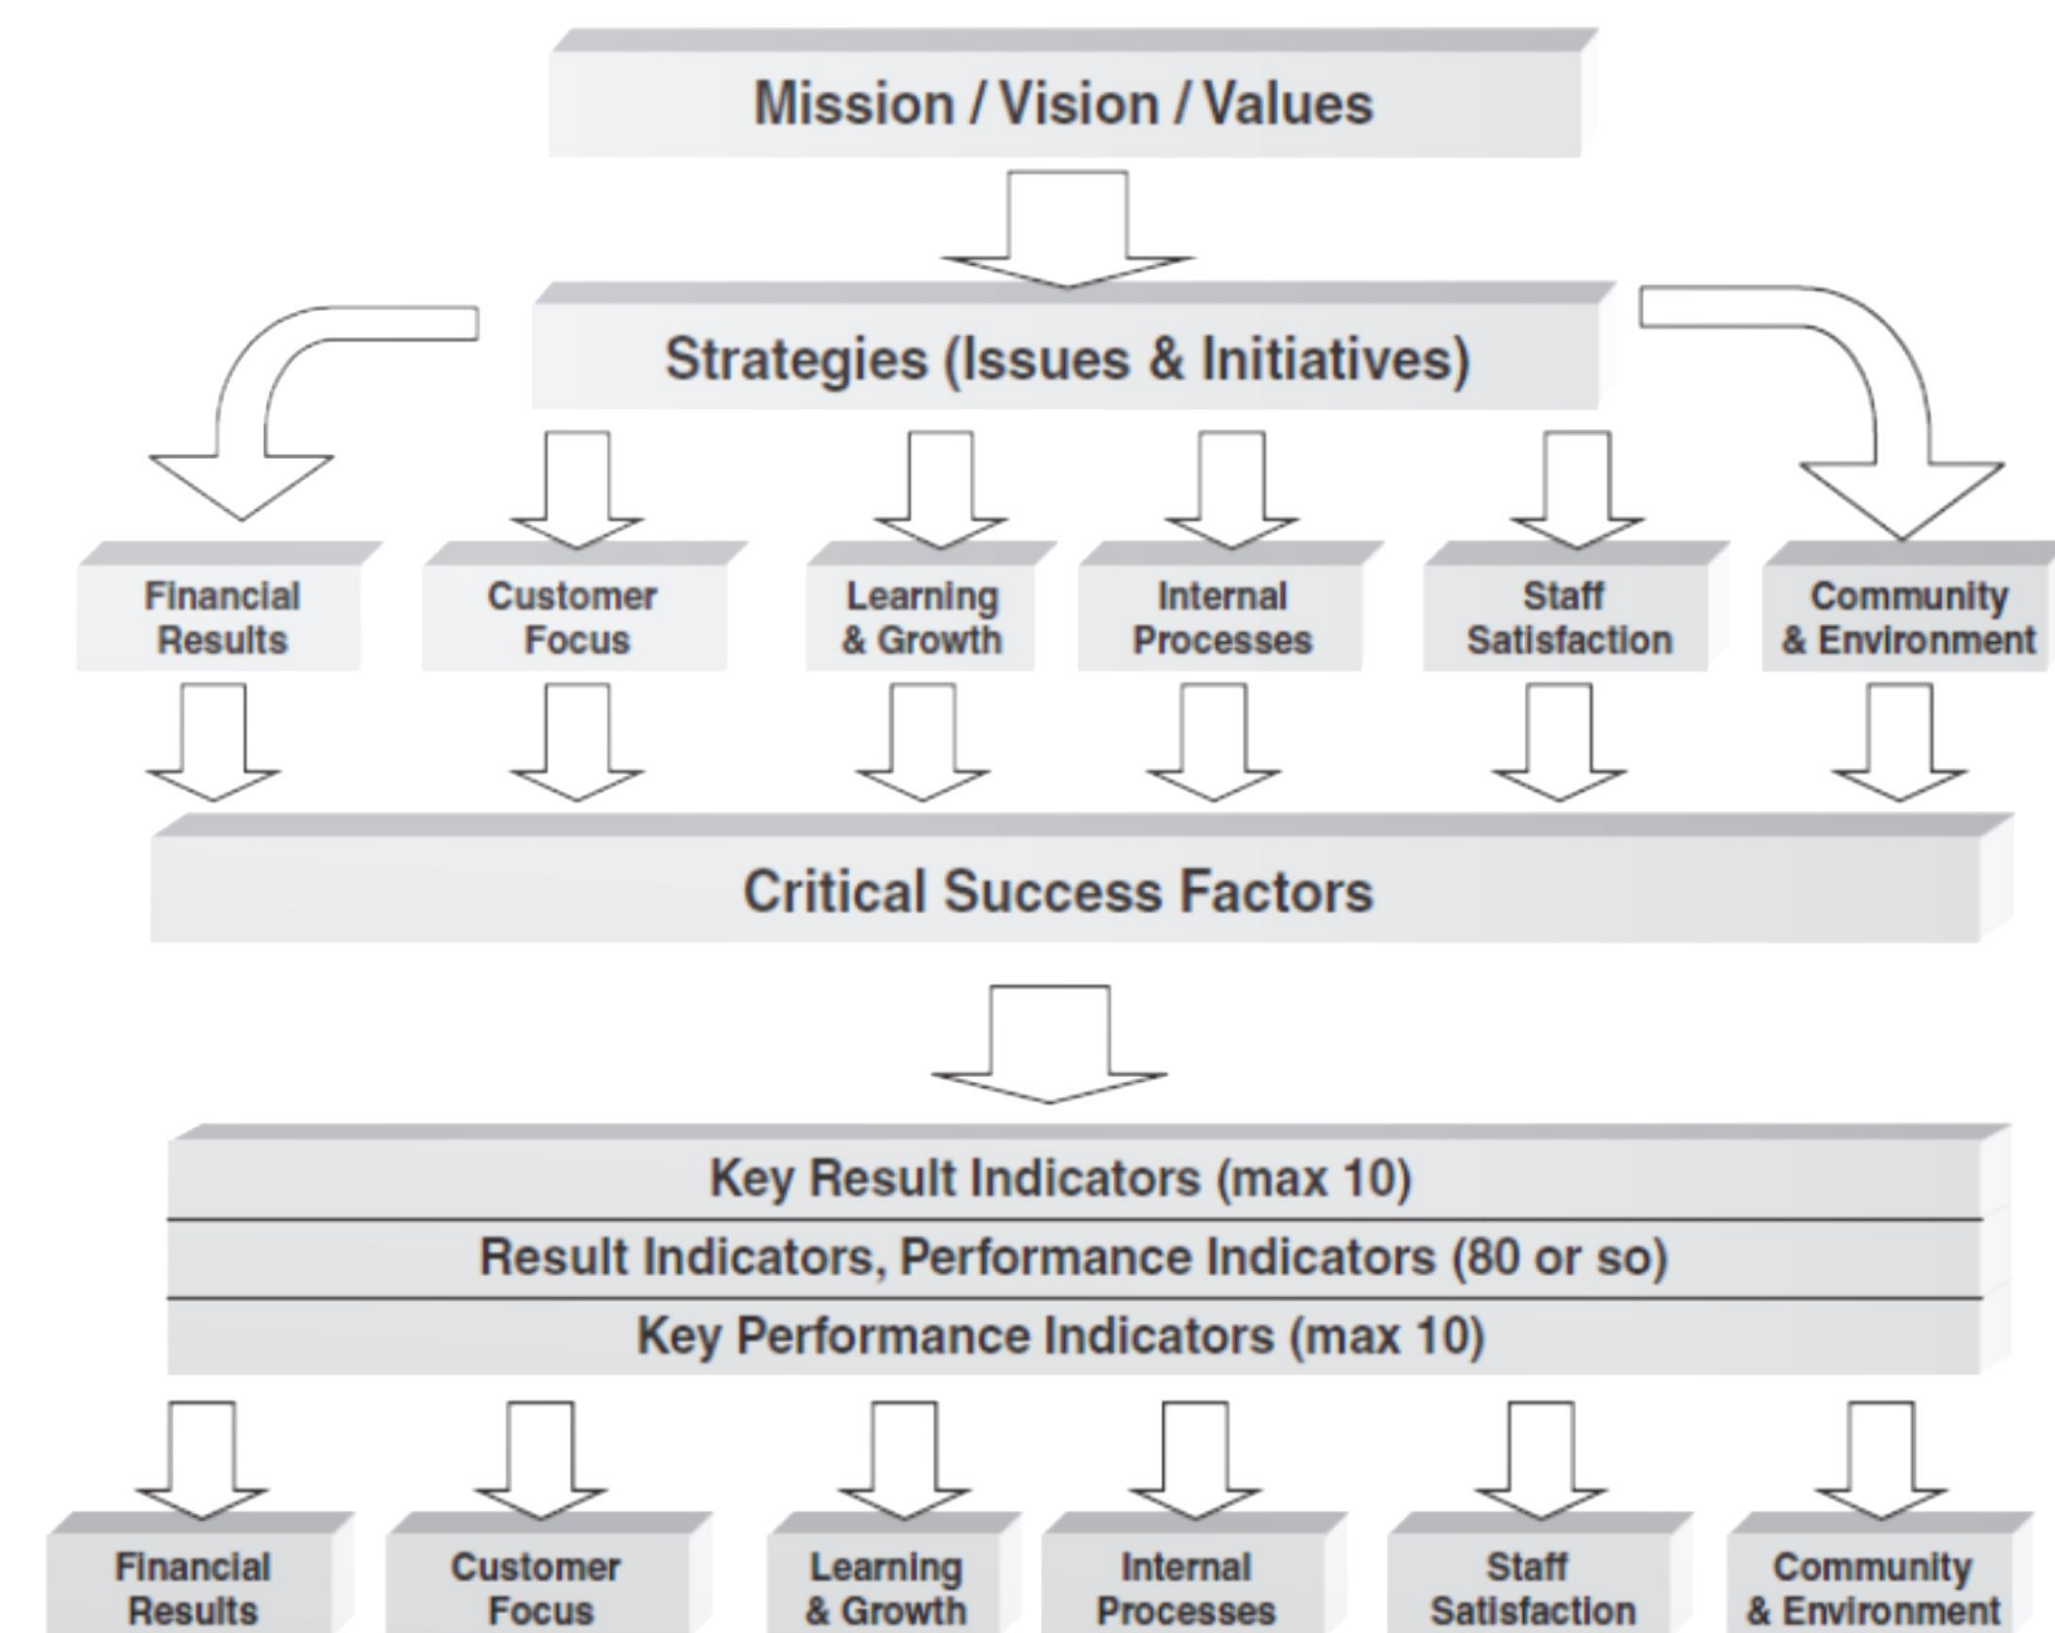 Mission / Vision / Values
Strategies (Issues & Initiatives)
Financial
Results
Customer
Focus
Learning
& Growth
Internal
Processes
Staff
Satisfaction
Community
& Environment
Critical Success Factors
Key Result Indicators (max 10)
Result Indicators, Performance Indicators (80 or so)
Key Performance Indicators (max 10)
Financial
Results
Customer
Focus
Learning
& Growth
Internal
Processes
Staff
Satisfaction
Community
& Environment